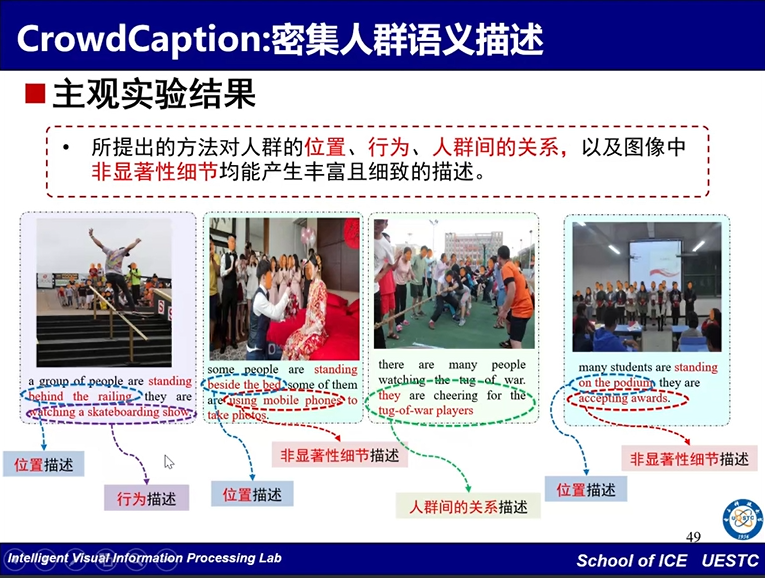 CrowdCaption:密集人群语义描述
主观实验结果
• 所提出的方法对人群的位置、行为、人群间的关系，以及图像中
非显著性细节均能产生丰富且细致的描述。
a group of people are standing
behind the railing they are
watching a skateboarding show.
some people are standing
beside the bed, some of them
are using mobile phones to
take photos.
there are many people
watching the tug of war.
they are cheering for the
tug-of-war players
many students are standing
on the podium, they are
accepting awards.
位置描述
行为描述
位置描述
非显著性细节描述
人群间的关系描述
位置描述
非显著性细节描述
49
UESTC
1956
Intelligent Visual Information Processing Lab
School of ICE UESTC